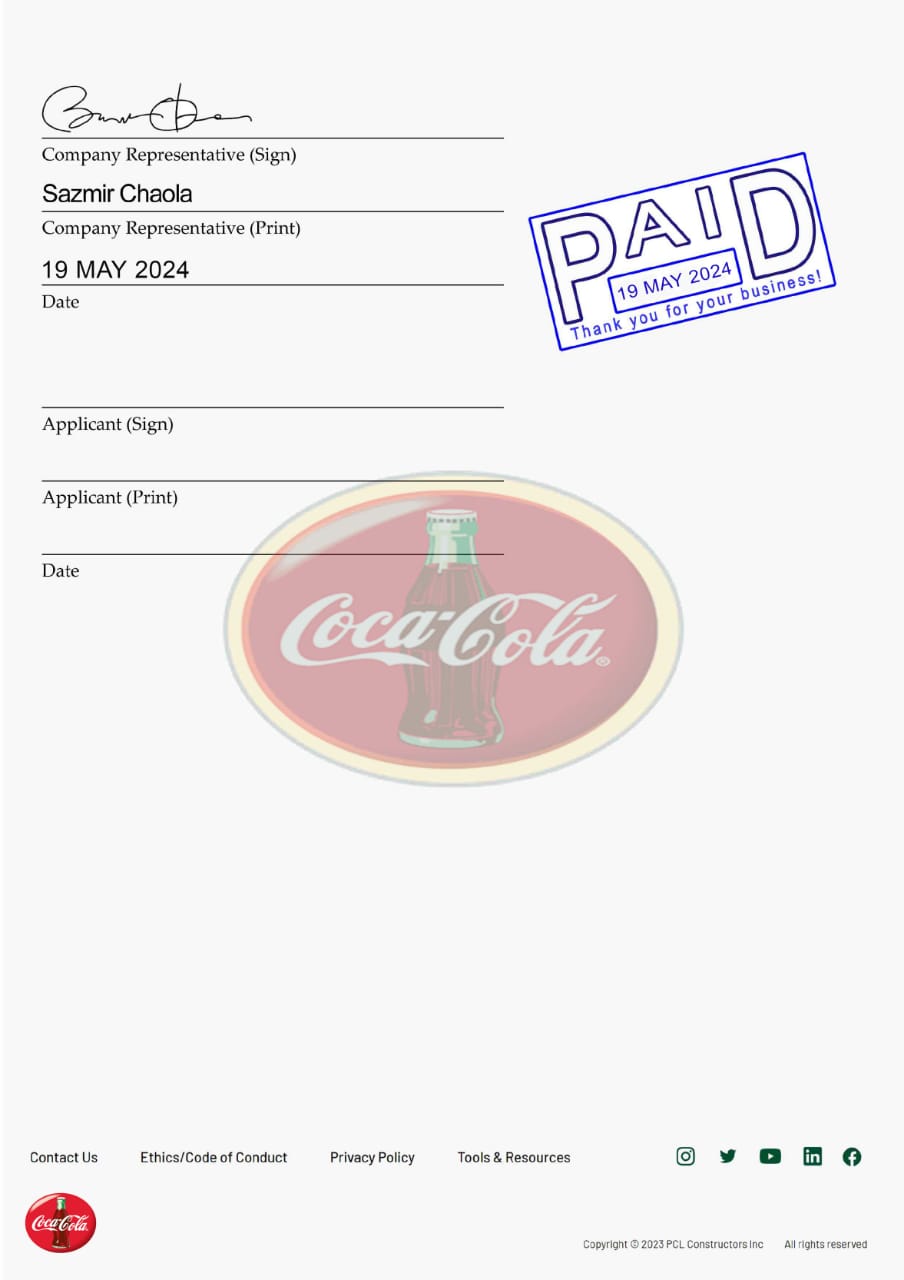 Company Representative (Sign)
Sazmir Chaola
Company Representative (Print)
19 MAY 2024
Date
PAID
19 MAY 2024
Thank you for your business!
Applicant (Sign)
Applicant (Print)
Date
Coca-Cola®
Contact Us Ethics/Code of Conduct Privacy Policy Tools & Resources
Coca-Cola
Copyright © 2023 PCL Constructors Inc All rights reserved